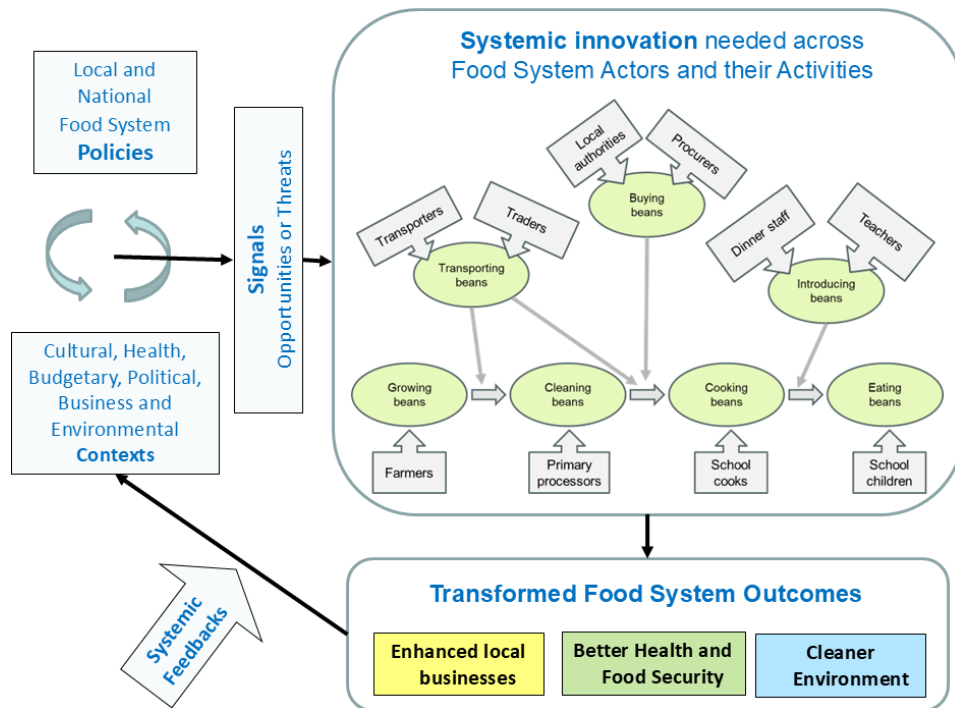 Local and
National
Food System
Policies
Signals
Opportunities or Threats
Cultural, Health,
Budgetary, Political,
Business and
Environmental
Contexts
Systemic innovation needed across
Food System Actors and their Activities
Local
authorities
Procurers
Buying
beans
Transporters
Traders
Transporting
beans
Dinner staff
Teachers
Introducing
beans
Growing
beans
Cleaning
beans
Cooking
beans
Eating
beans
Farmers
Primary
processors
School
cooks
School
children
Systemic
Feedbacks
Transformed Food System Outcomes
Enhanced local
businesses
Better Health and
Food Security
Cleaner
Environment